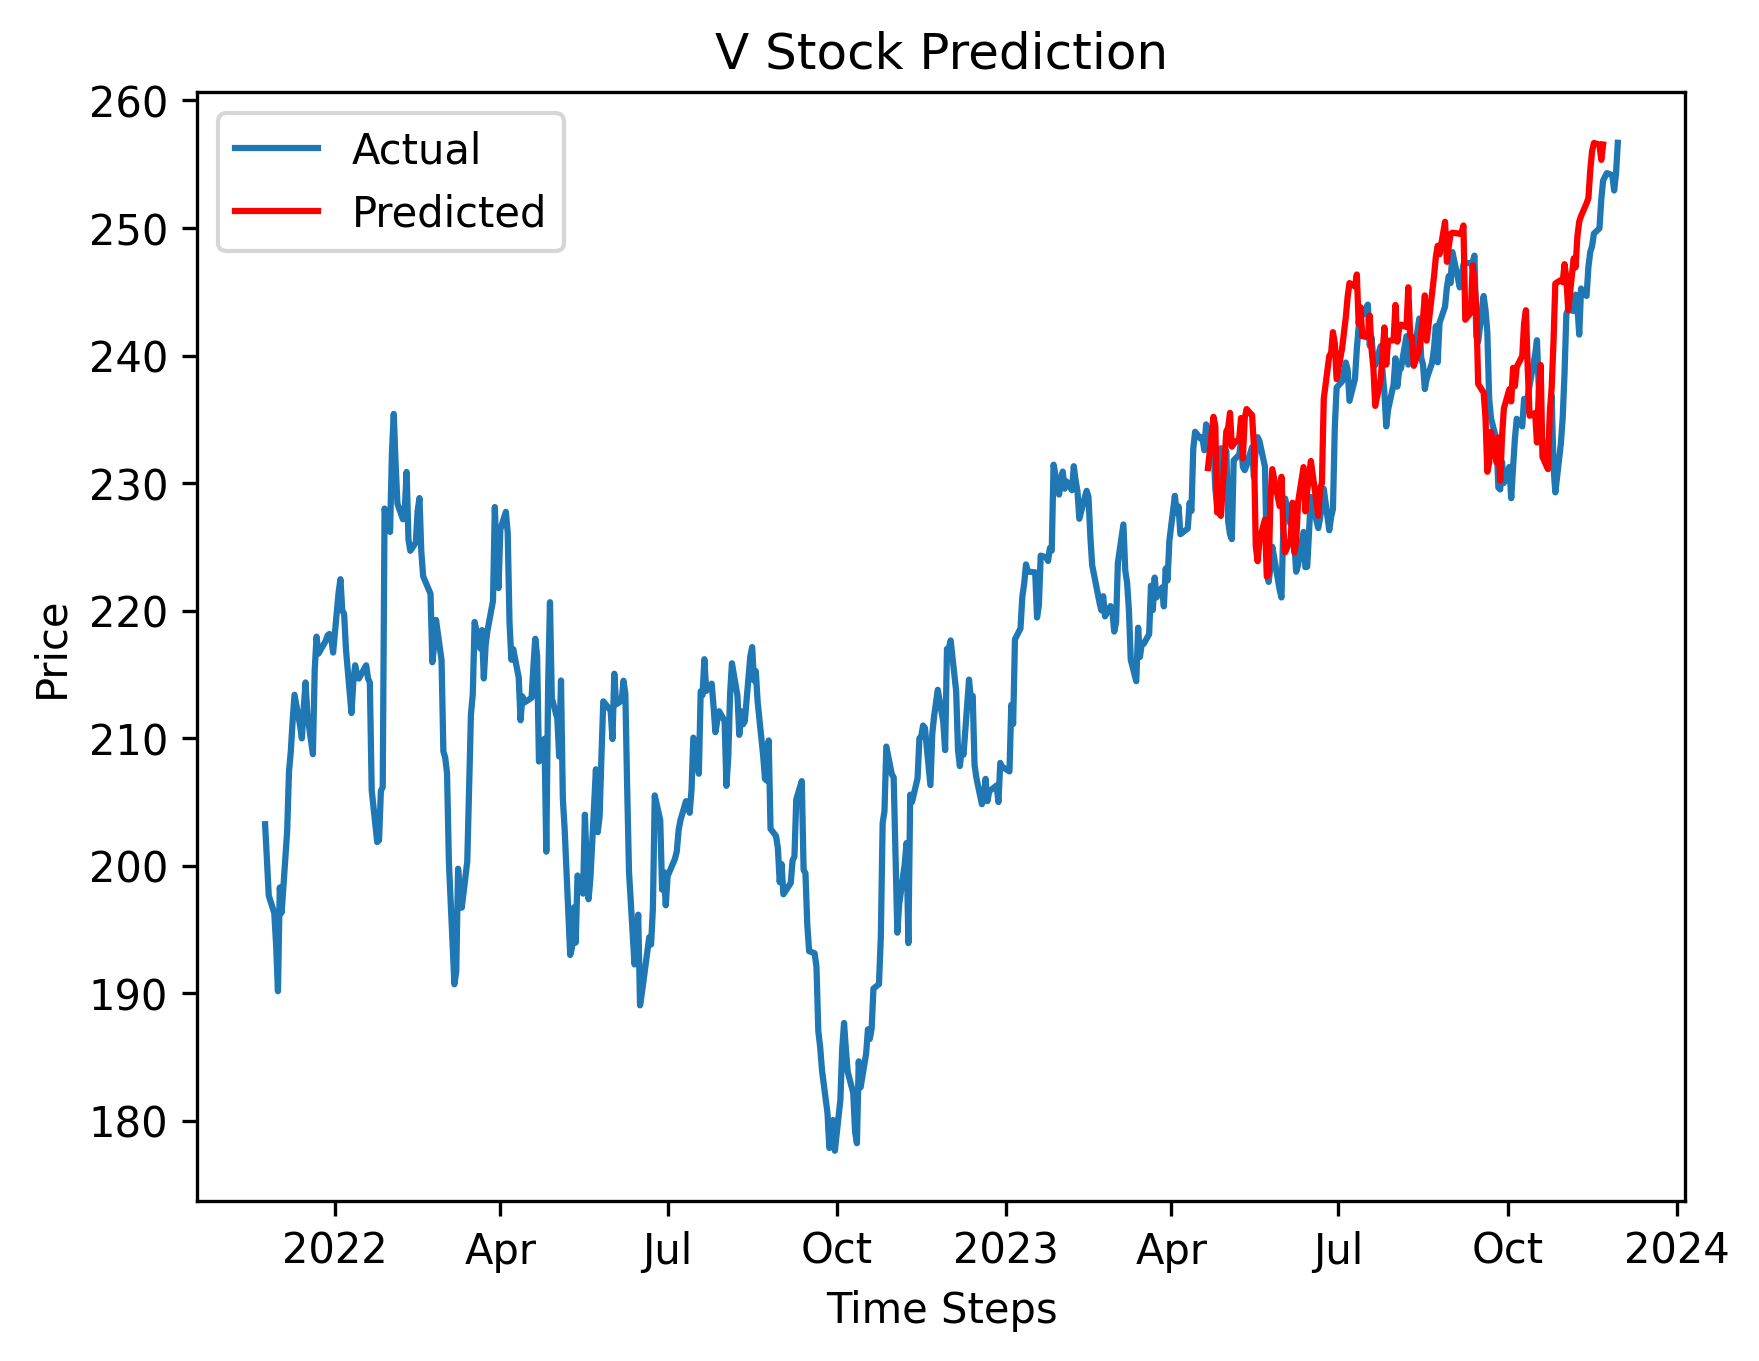 V Stock Prediction
260
250
240
230
220
210
200
190
180
Price
Actual
Predicted
2022 Apr Jul Oct 2023 Apr Jul Oct 2024
Time Steps